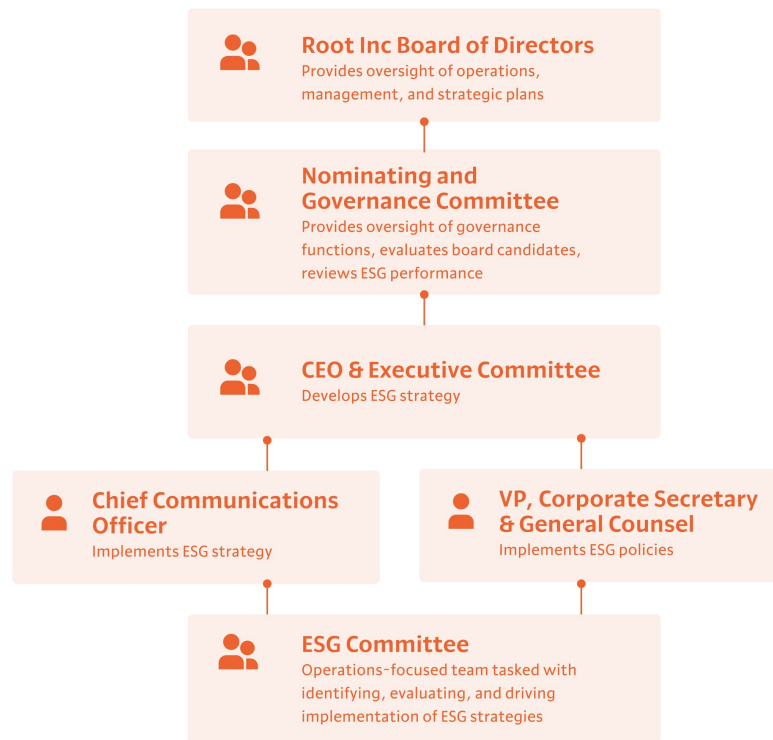 Root Inc Board of Directors
Provides oversight of operations,
management, and strategic plans
Nominating and
Governance Committee
Provides oversight of governance
functions, evaluates board candidates,
reviews ESG performance
CEO & Executive Committee
Develops ESG strategy
Chief Communications
Officer
Implements ESG strategy
VP, Corporate Secretary
& General Counsel
Implements ESG policies
ESG Committee
Operations-focused team tasked with
identifying, evaluating, and driving
implementation of ESG strategies